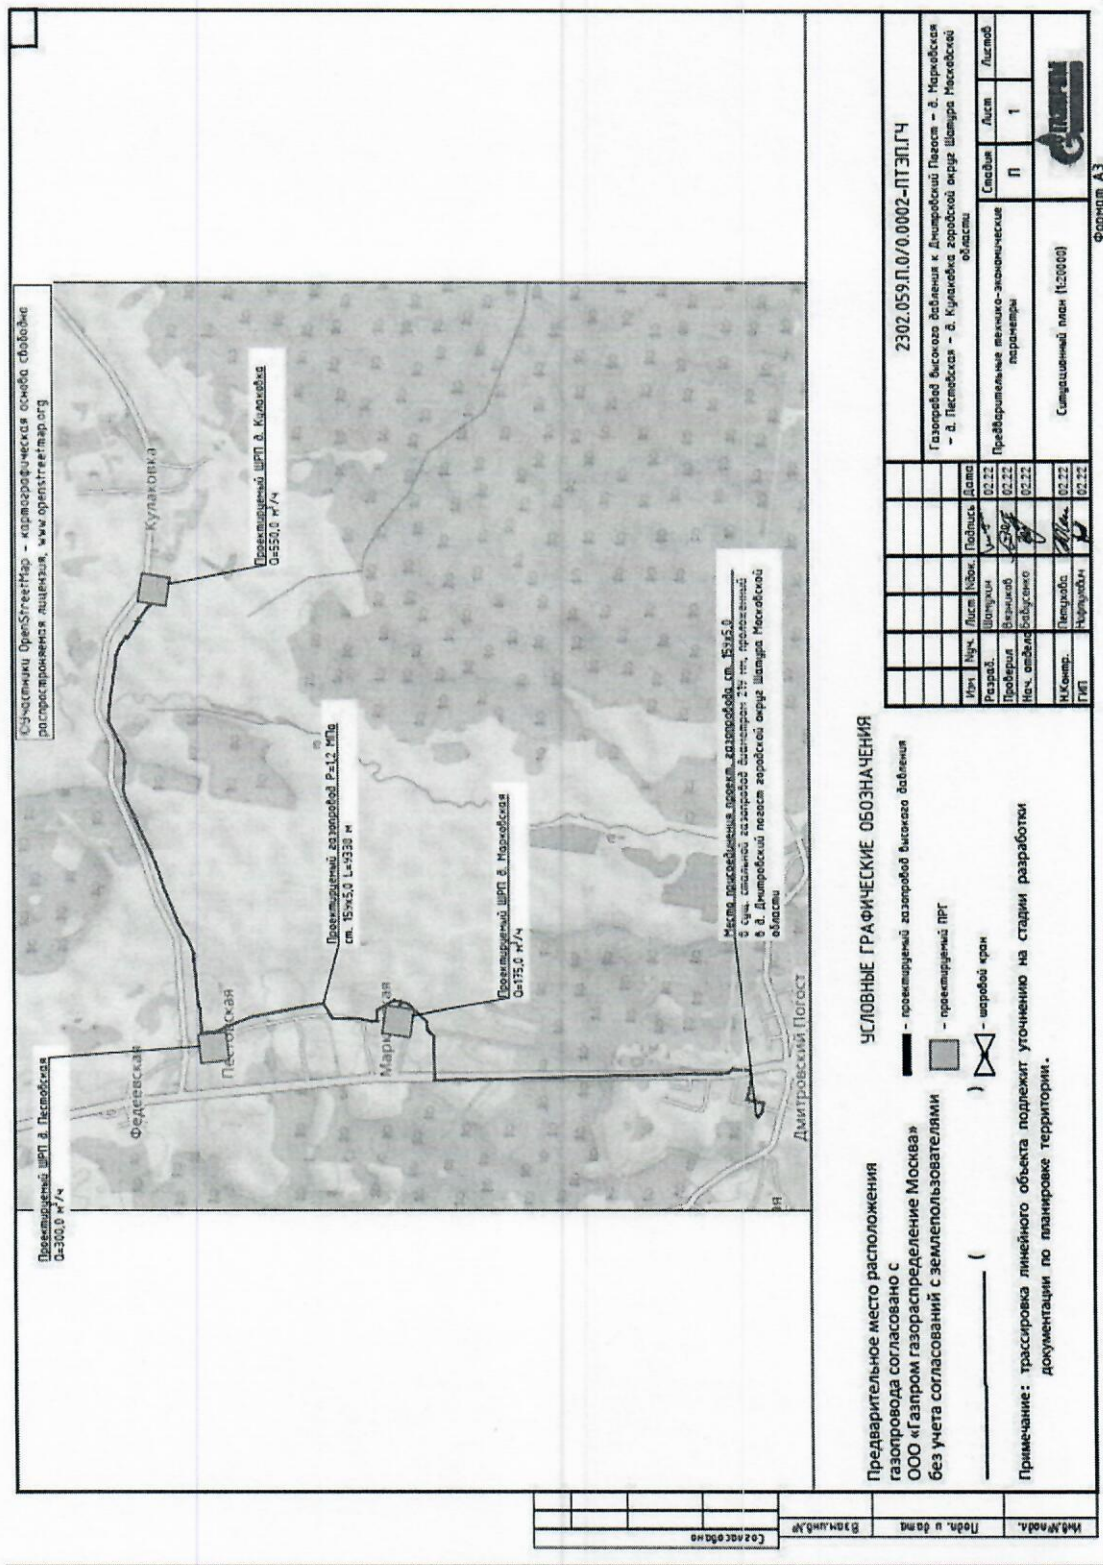 ©Участники OpenStreetMap – картографическая основа свободно
распространяемая лицензия, www.openstreetmap.org
Проектируемый ШРП д. Пестовская
Q=300,0 м³/ч
Федеевская
Кулаковка
Проектируемый ШРП д. Кулаковка
Q=550,0 м³/ч
Проектируемый газопровод Р=1,2 МПа
ст. 159х5,0 L=9330 м
Проектируемый ШРП д. Марковская
Q=175,0 м³/ч
Место присоединения проект. газопровода ст. 159х5,0
в сущ. стальной газопровод диаметром 219 мм, проложенный
в д. Дмитровский погост городской округ Шатура Московской
области
Дмитровский Погост
Предварительное место расположения
газопровода согласовано с
ООО «Газпром газораспределение Москва»
без учета согласований с землепользователями
( )
УСЛОВНЫЕ ГРАФИЧЕСКИЕ ОБОЗНАЧЕНИЯ
– проектируемый газопровод высокого давления
– проектируемый ПРГ
– шаровой кран
Примечание: трассировка линейного объекта подлежит уточнению на стадии разработки
документации по планировке территории.
2302.059.П.0/0.0002-ПТЭП.ГЧ
Газопровод высокого давления к Дмитровский Погост – д. Марковская
– д. Пестовская – д. Кулаковка городской округ Шатура Московской
области
Изм Nуч. Лист Nдок. Подпись Дата
Разраб. Шатухин 02.22
Проверил 02.22
Нач. отдела Бабусенко 02.22
Н.Контр. Петухова 02.22
ГИП 02.22
Предварительные технико-экономические
параметры
Стадия Лист Листов
П 1
Ситуационный план (1:20000)
ГАЗПРОМ
Формат А3
Согласовано
Взам.инв.№
Подп. и дата
Инв.№подл.